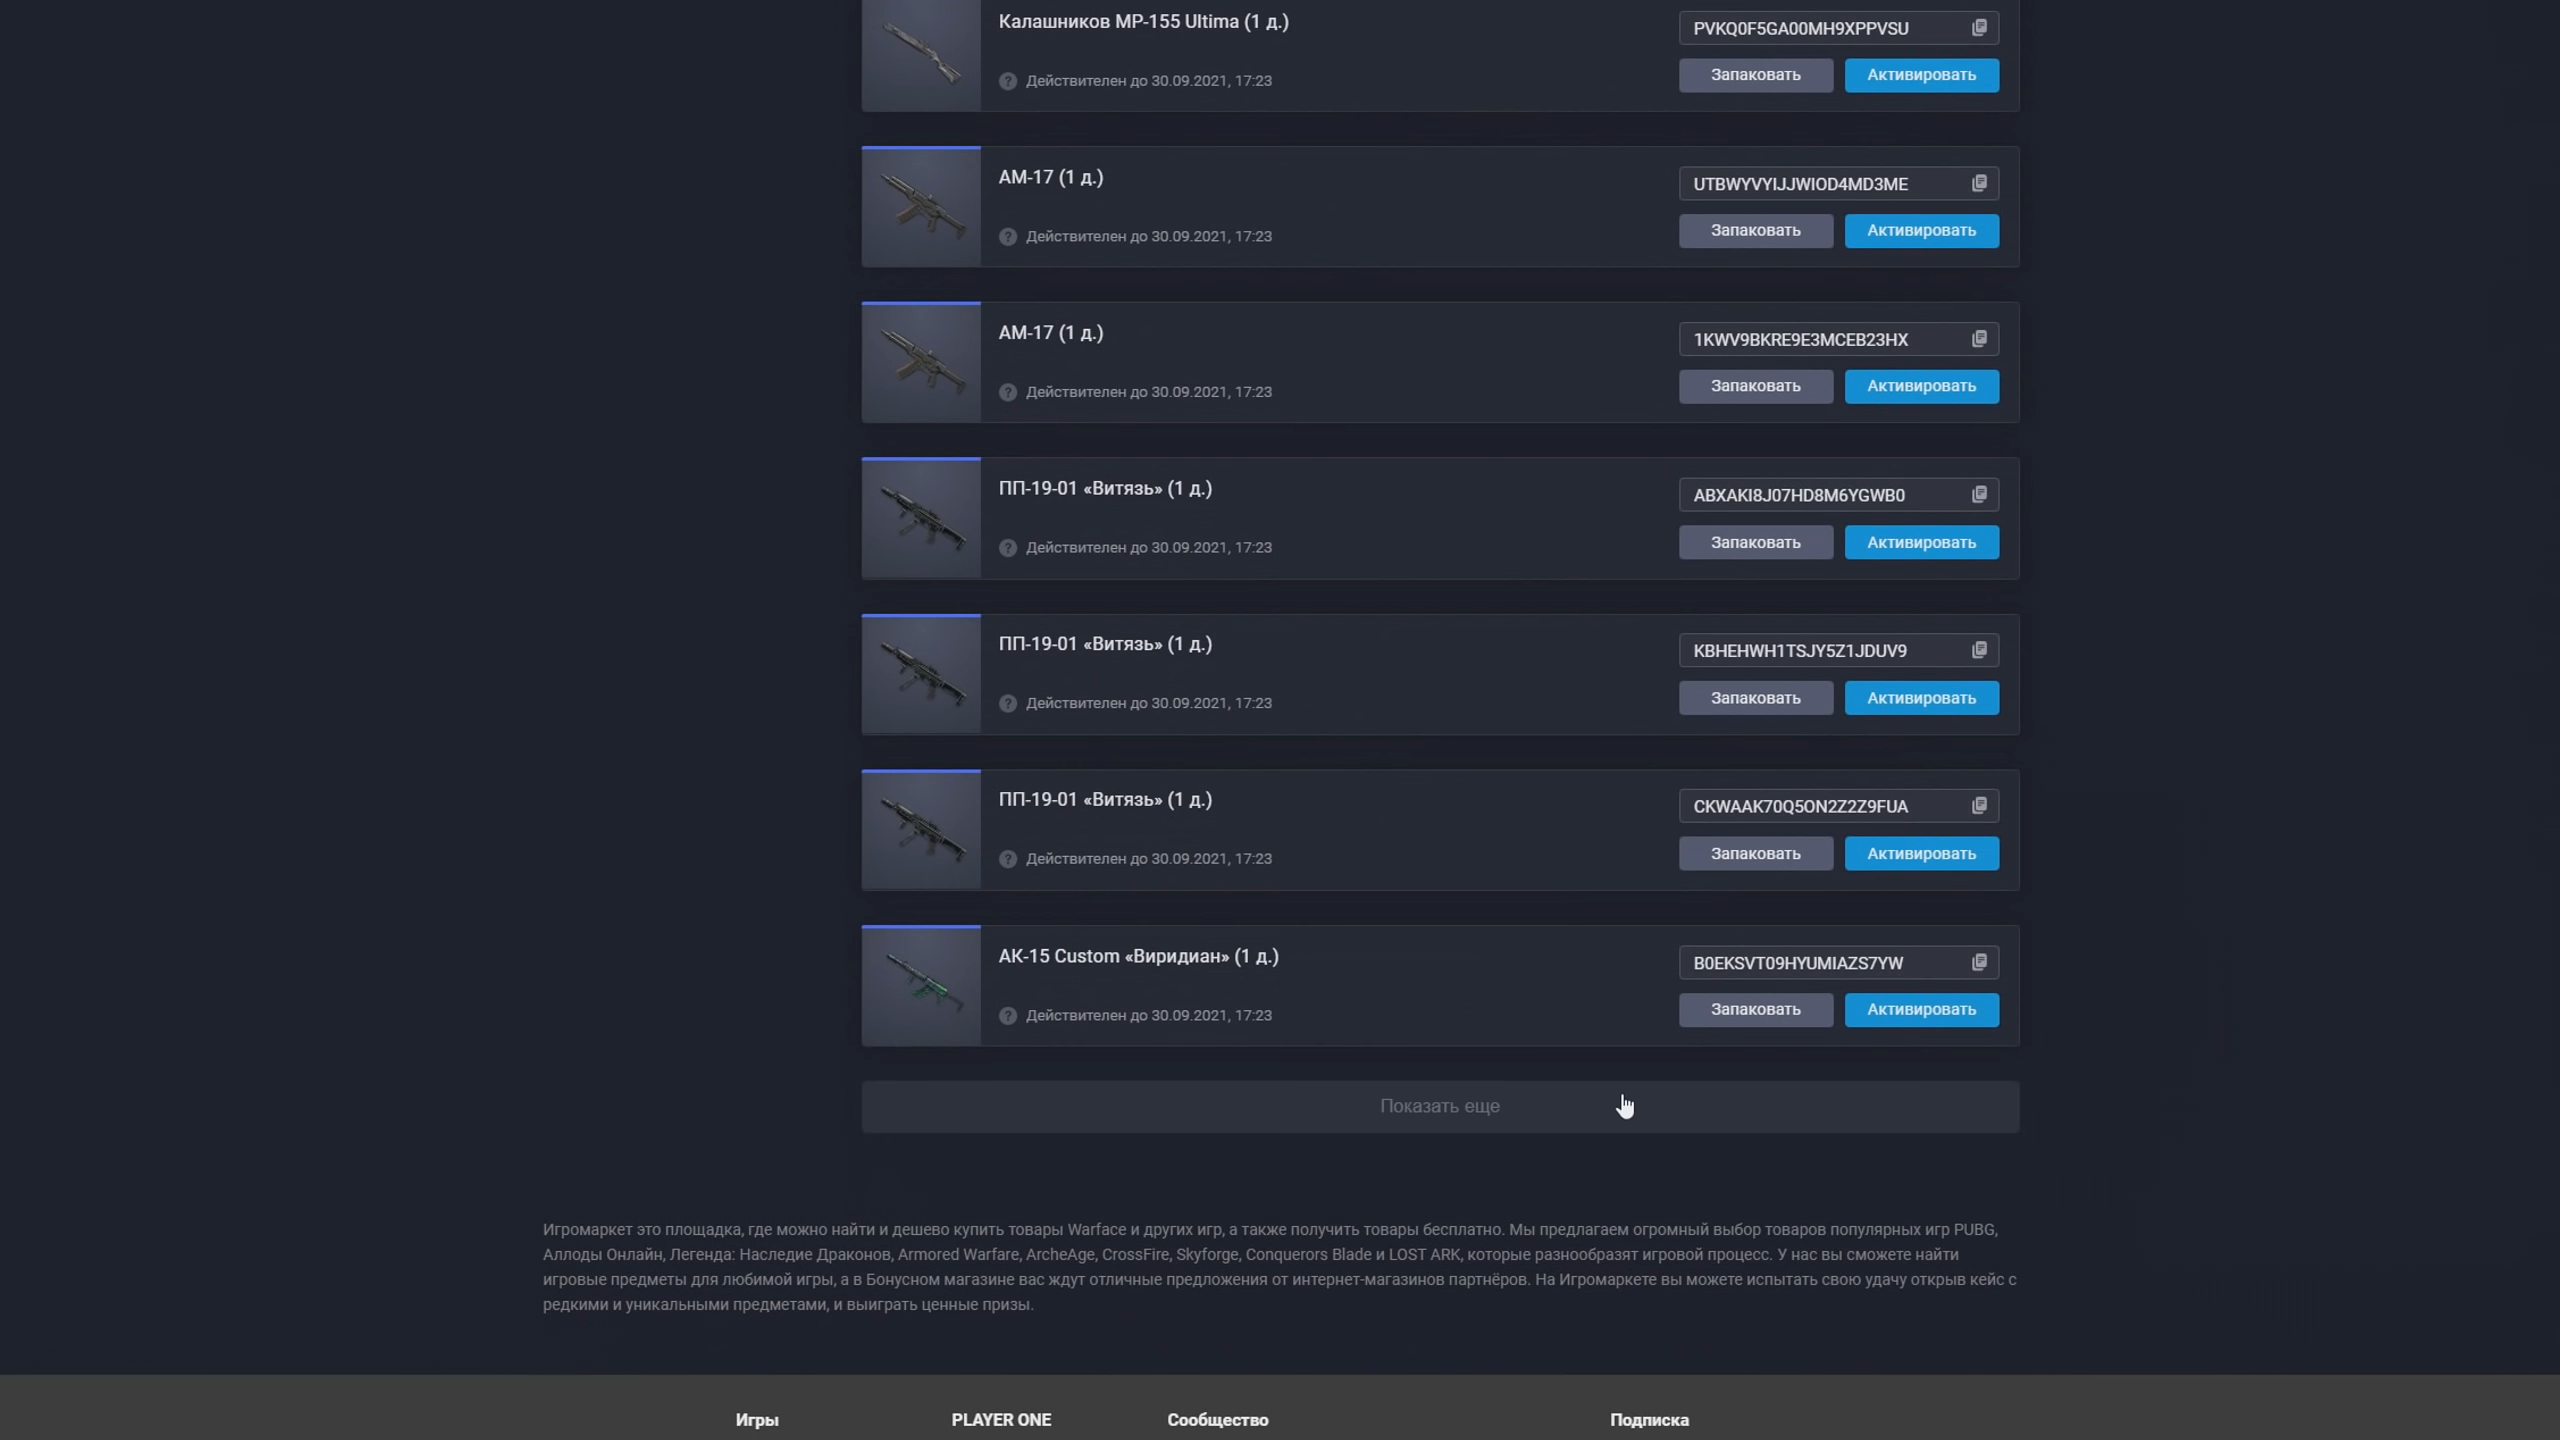 Калашников МР-155 Ultima (1 д.)
PVKQ0F5GA00MH9XPPVSU
Действителен до 30.09.2021, 17:23
Запаковать
Активировать
АМ-17 (1 д.)
UTBWYVYIJJWIOD4MD3ME
Действителен до 30.09.2021, 17:23
Запаковать
Активировать
АМ-17 (1 д.)
1KWV9BKRE9E3MCEB23HX
Действителен до 30.09.2021, 17:23
Запаковать
Активировать
ПП-19-01 «Витязь» (1 д.)
ABXAKI8J07HD8M6YGWB0
Действителен до 30.09.2021, 17:23
Запаковать
Активировать
ПП-19-01 «Витязь» (1 д.)
KBHEHWH1TSJY5Z1JDUV9
Действителен до 30.09.2021, 17:23
Запаковать
Активировать
ПП-19-01 «Витязь» (1 д.)
CKWAAK70Q5ON2Z2Z9FUA
Действителен до 30.09.2021, 17:23
Запаковать
Активировать
АК-15 Custom «Виридиан» (1 д.)
B0EKSVT09HYUMIAZS7YW
Действителен до 30.09.2021, 17:23
Запаковать
Активировать
Показать еще
Игромаркет это площадка, где можно найти и дешево купить товары Warface и других игр, а также получить товары бесплатно. Мы предлагаем огромный выбор товаров популярных игр PUBG,
Аллоды Онлайн, Легенда: Наследие Драконов, Armored Warfare, ArcheAge, CrossFire, Skyforge, Conquerors Blade и LOST ARK, которые разнообразят игровой процесс. У нас вы сможете найти
игровые предметы для любимой игры, а в Бонусном магазине вас ждут отличные предложения от интернет-магазинов партнёров. На Игромаркете вы можете испытать свою удачу открыв кейс с
редкими и уникальными предметами, и выиграть ценные призы.
Игры
PLAYER ONE
Сообщество
Подписка